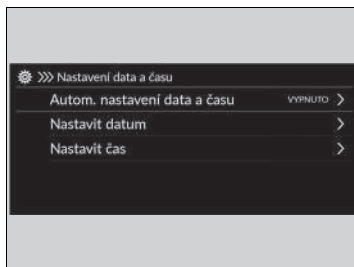 Nastavení data a času
Autom. nastavení data a času VYPNUTO
Nastavit datum
Nastavit čas